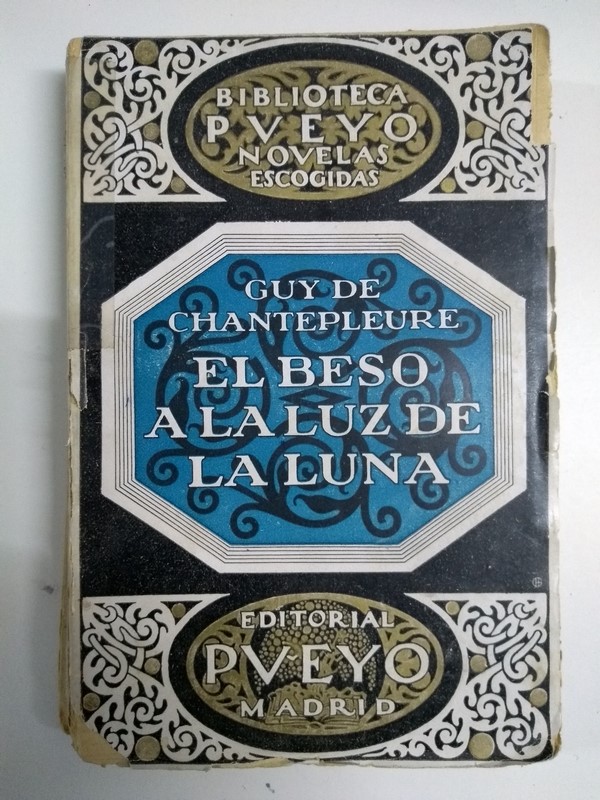 BIBLIOTECA
PVEYO
NOVELAS
ESCOGIDAS
GUY DE
CHANTEPLEURE
EL BESO
A LA LUZ DE
LA LUNA
EDITORIAL
PVEYO
MADRID